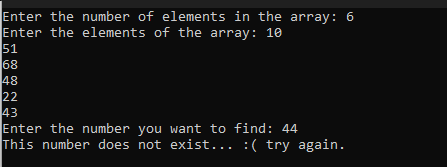 Enter the number of elements in the array: 6
Enter the elements of the array: 10
51
68
48
22
43
Enter the number you want to find: 44
This number does not exist... :( try again.